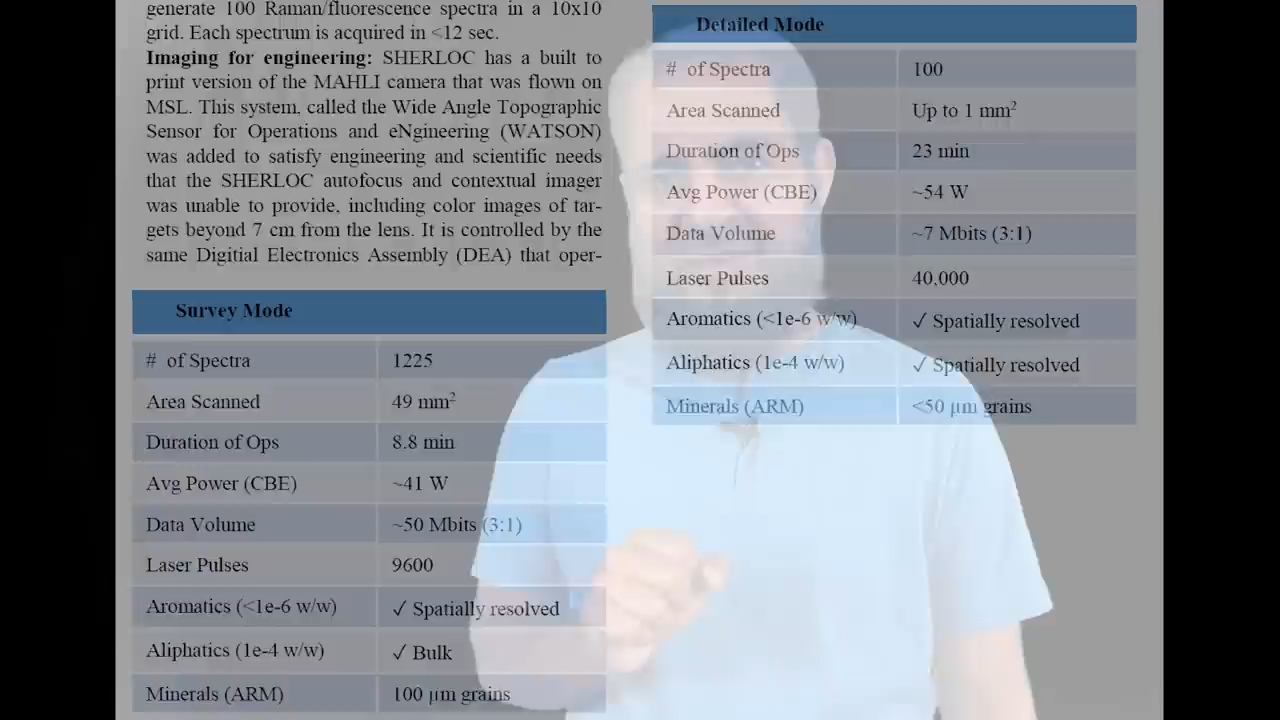 generate 100 Raman/fluorescence spectra in a 10x10
grid. Each spectrum is acquired in <12 sec.
Imaging for engineering: SHERLOC has a built to
print version of the MAHLI camera that was flown on
MSL. This system, called the Wide Angle Topographic
Sensor for Operations and eNgineering (WATSON)
was added to satisfy engineering and scientific needs
that the SHERLOC autofocus and contextual imager
was unable to provide, including color images of tar-
gets beyond 7 cm from the lens. It is controlled by the
same Digitial Electronics Assembly (DEA) that oper-
Survey Mode
# of Spectra 1225
Area Scanned 49 mm²
Duration of Ops 8.8 min
Avg Power (CBE) ~41 W
Data Volume ~50 Mbits (3:1)
Laser Pulses 9600
Aromatics (<1e-6 w/w) ✓ Spatially resolved
Aliphatics (1e-4 w/w) ✓ Bulk
Minerals (ARM) 100 µm grains
Detailed Mode
# of Spectra 100
Area Scanned Up to 1 mm²
Duration of Ops 23 min
Avg Power (CBE) ~54 W
Data Volume ~7 Mbits (3:1)
Laser Pulses 40,000
Aromatics (<1e-6 w/w) ✓ Spatially resolved
Aliphatics (1e-4 w/w) ✓ Spatially resolved
Minerals (ARM) <50 µm grains